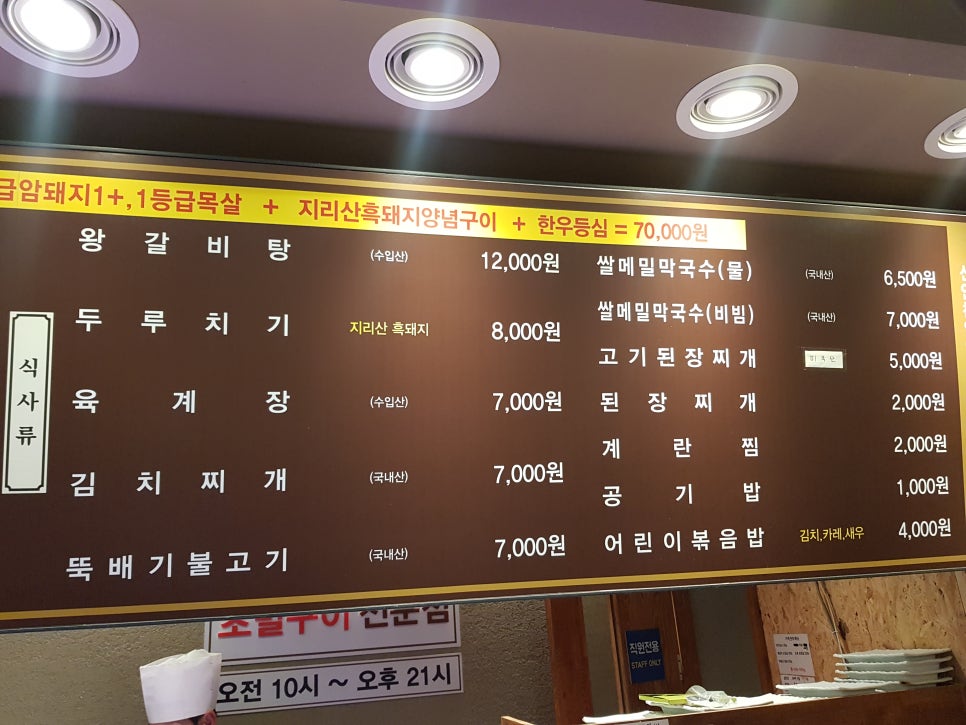 급암돼지1+,1등급목살 + 지리산흑돼지양념구이 + 한우등심 = 70,000원
식사류
왕갈비탕 (수입산) 12,000원
두루치기 지리산 흑돼지 8,000원
육계장 (수입산) 7,000원
김치찌개 (국내산) 7,000원
뚝배기불고기 (국내산) 7,000원
쌀메밀막국수(물) (국내산) 6,500원
쌀메밀막국수(비빔) (국내산) 7,000원
고기된장찌개 5,000원
된장찌개 2,000원
계란찜 2,000원
공기밥 1,000원
어린이볶음밥 김치,카레,새우 4,000원
초벌구이 전문점
오전 10시 ~ 오후 21시
직원전용
STAFF ONLY